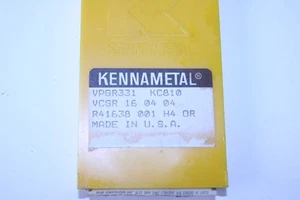 KENNAMETAL®
VPGR331 KC810
VCGR 16 04 04
R41638 001 H4 OR
MADE IN U.S.A.